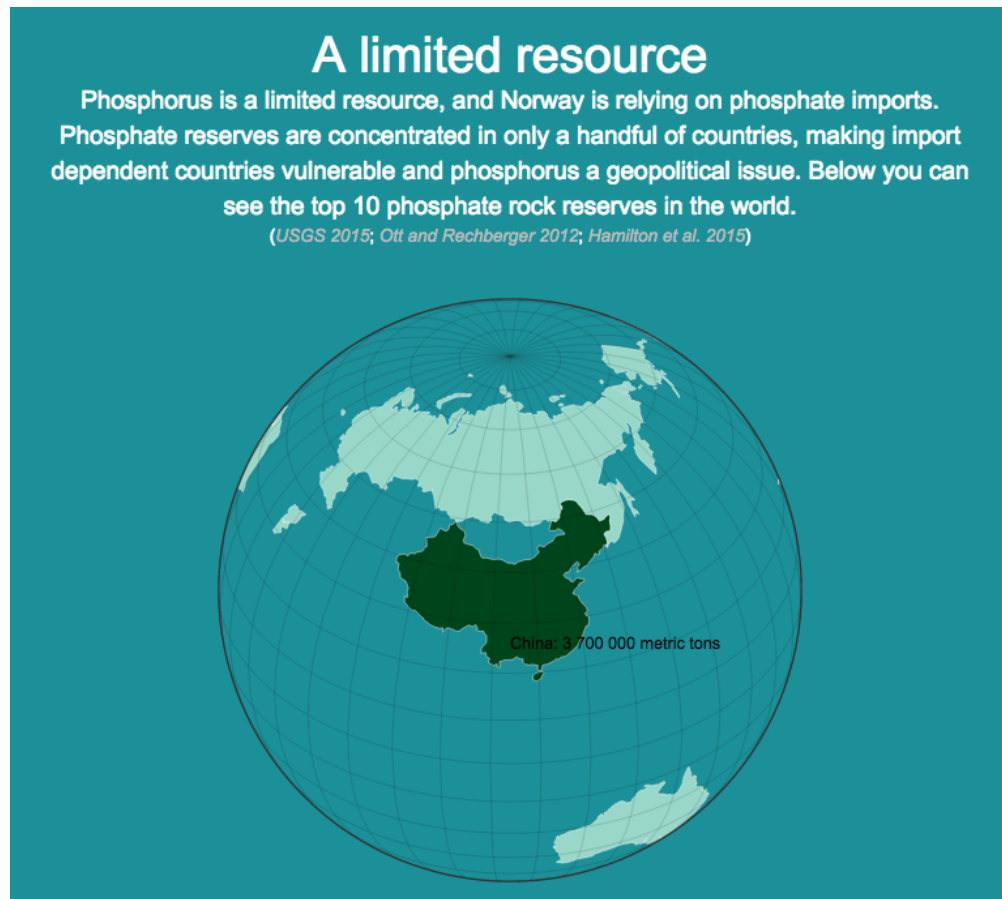 A limited resource
Phosphorus is a limited resource, and Norway is relying on phosphate imports.
Phosphate reserves are concentrated in only a handful of countries, making import
dependent countries vulnerable and phosphorus a geopolitical issue. Below you can
see the top 10 phosphate rock reserves in the world.
(USGS 2015; Ott and Rechberger 2012; Hamilton et al. 2015)
China: 3 700 000 metric tons